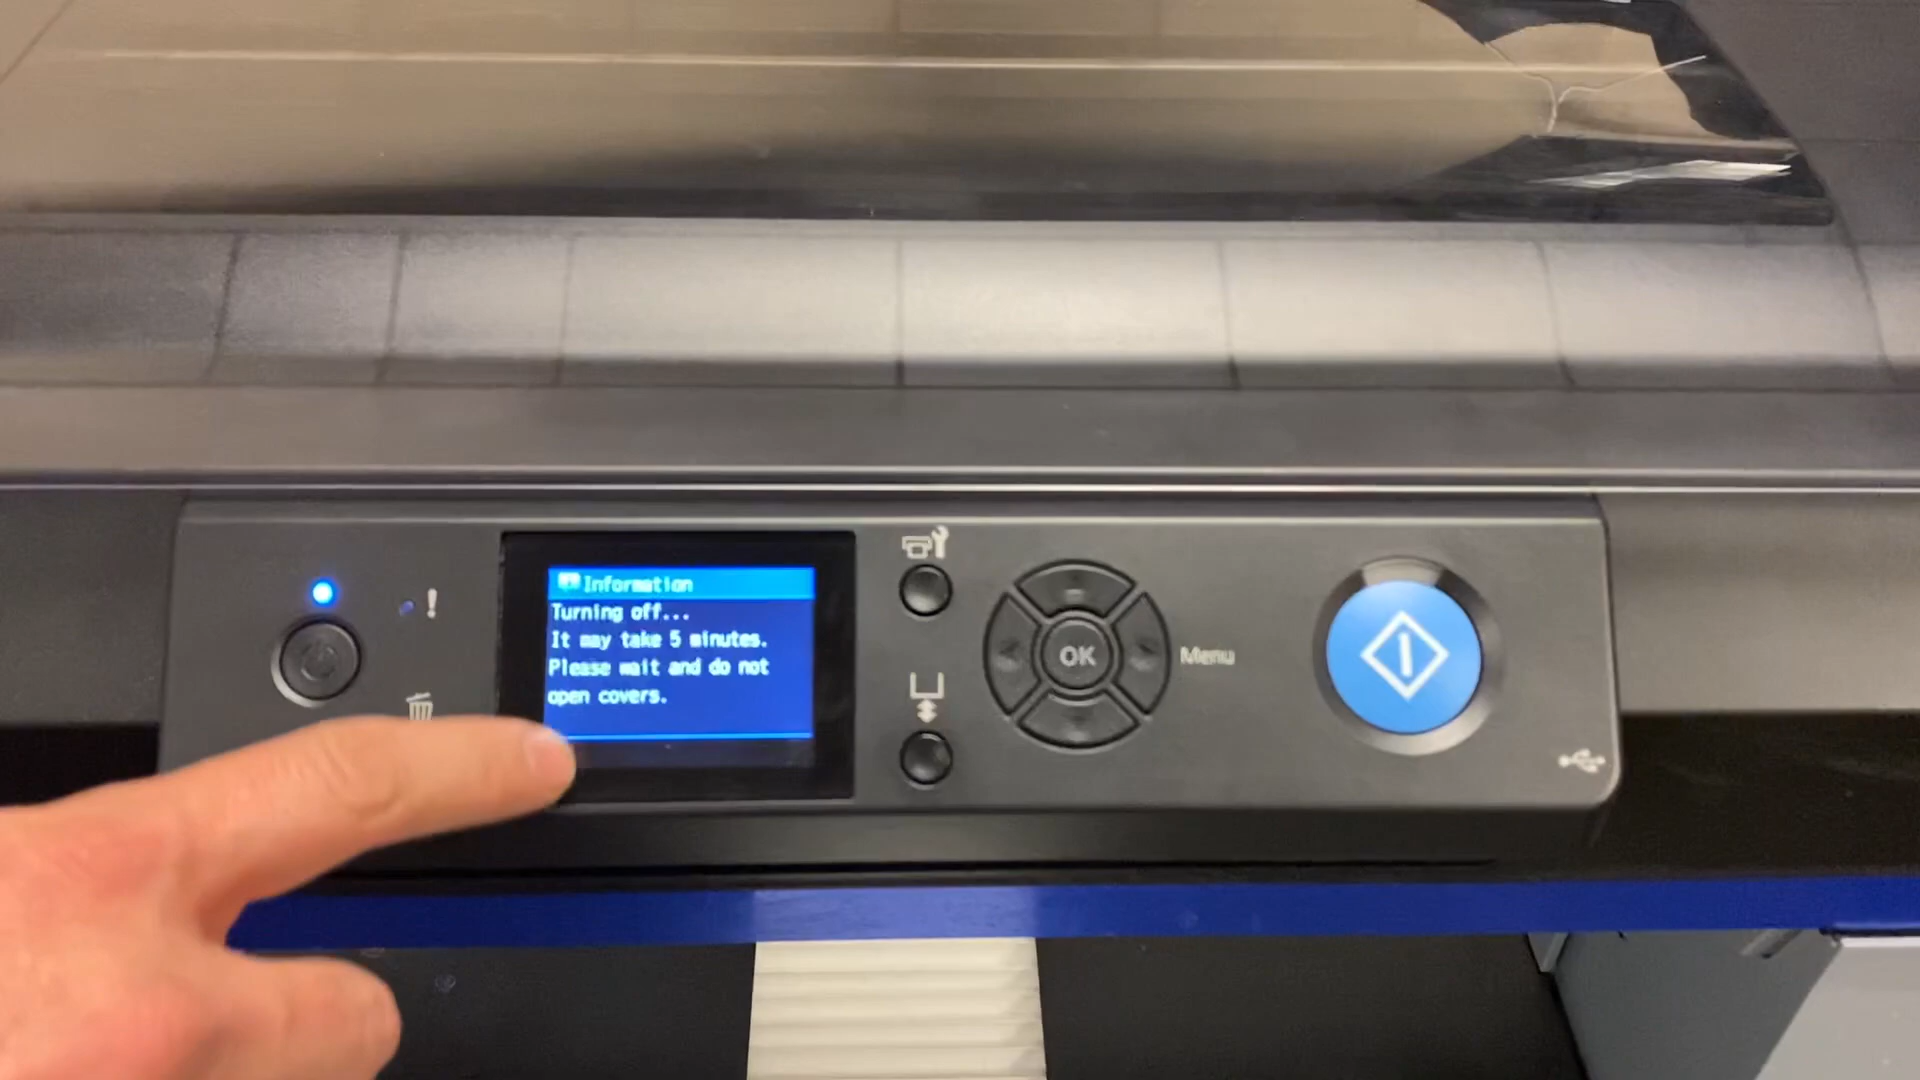 Information
Turning off...
It may take 5 minutes.
Please wait and do not
open covers.
!
OK
Menu